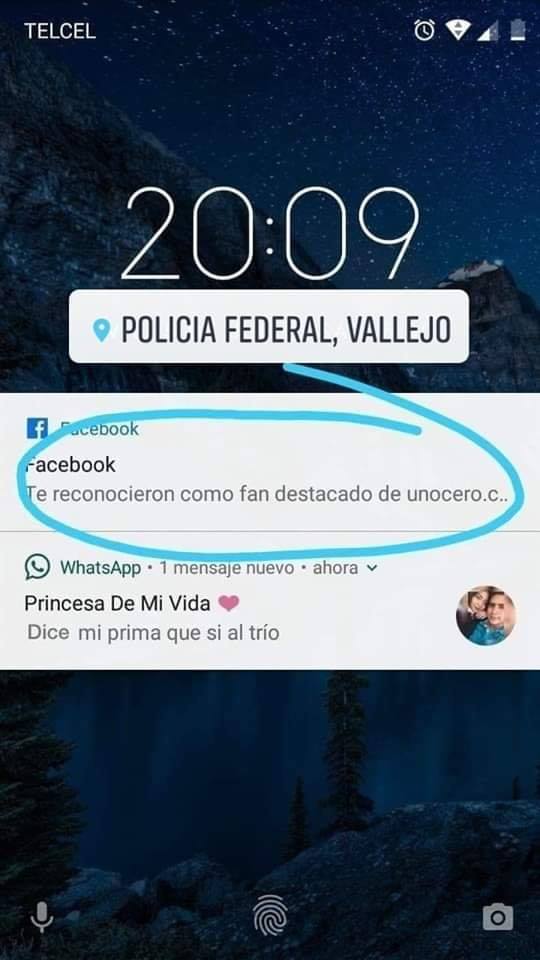 TELCEL
20:09
POLICIA FEDERAL, VALLEJO
Facebook
Facebook
Te reconocieron como fan destacado de unocero.c..
WhatsApp • 1 mensaje nuevo • ahora
Princesa De Mi Vida
Dice mi prima que si al trío